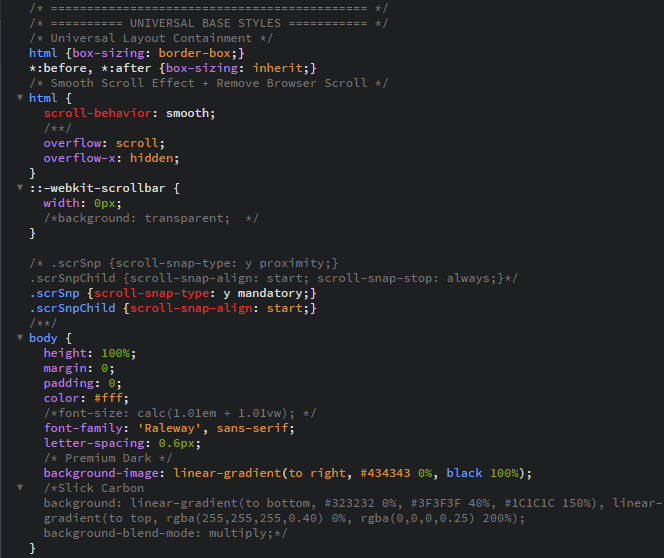 /* ============================================ */
/* ========== UNIVERSAL BASE STYLES =========== */
/* Universal Layout Containment */
html {box-sizing: border-box;}
*:before, *:after {box-sizing: inherit;}
/* Smooth Scroll Effect + Remove Browser Scroll */
html {
scroll-behavior: smooth;
/**/
overflow: scroll;
overflow-x: hidden;
}
::-webkit-scrollbar {
width: 0px;
/*background: transparent;  */
}
/* .scrSnp {scroll-snap-type: y proximity;}
.scrSnpChild {scroll-snap-align: start; scroll-snap-stop: always;}*/
.scrSnp {scroll-snap-type: y mandatory;}
.scrSnpChild {scroll-snap-align: start;}
/**/
body {
height: 100%;
margin: 0;
padding: 0;
color: #fff;
/*font-size: calc(1.01em + 1.01vw); */
font-family: 'Raleway', sans-serif;
letter-spacing: 0.6px;
/* Premium Dark */
background-image: linear-gradient(to right, #434343 0%, black 100%);
/*Slick Carbon
background: linear-gradient(to bottom, #323232 0%, #3F3F3F 40%, #1C1C1C 150%), linear-
gradient(to top, rgba(255,255,255,0.40) 0%, rgba(0,0,0,0.25) 200%);
background-blend-mode: multiply;*/
}